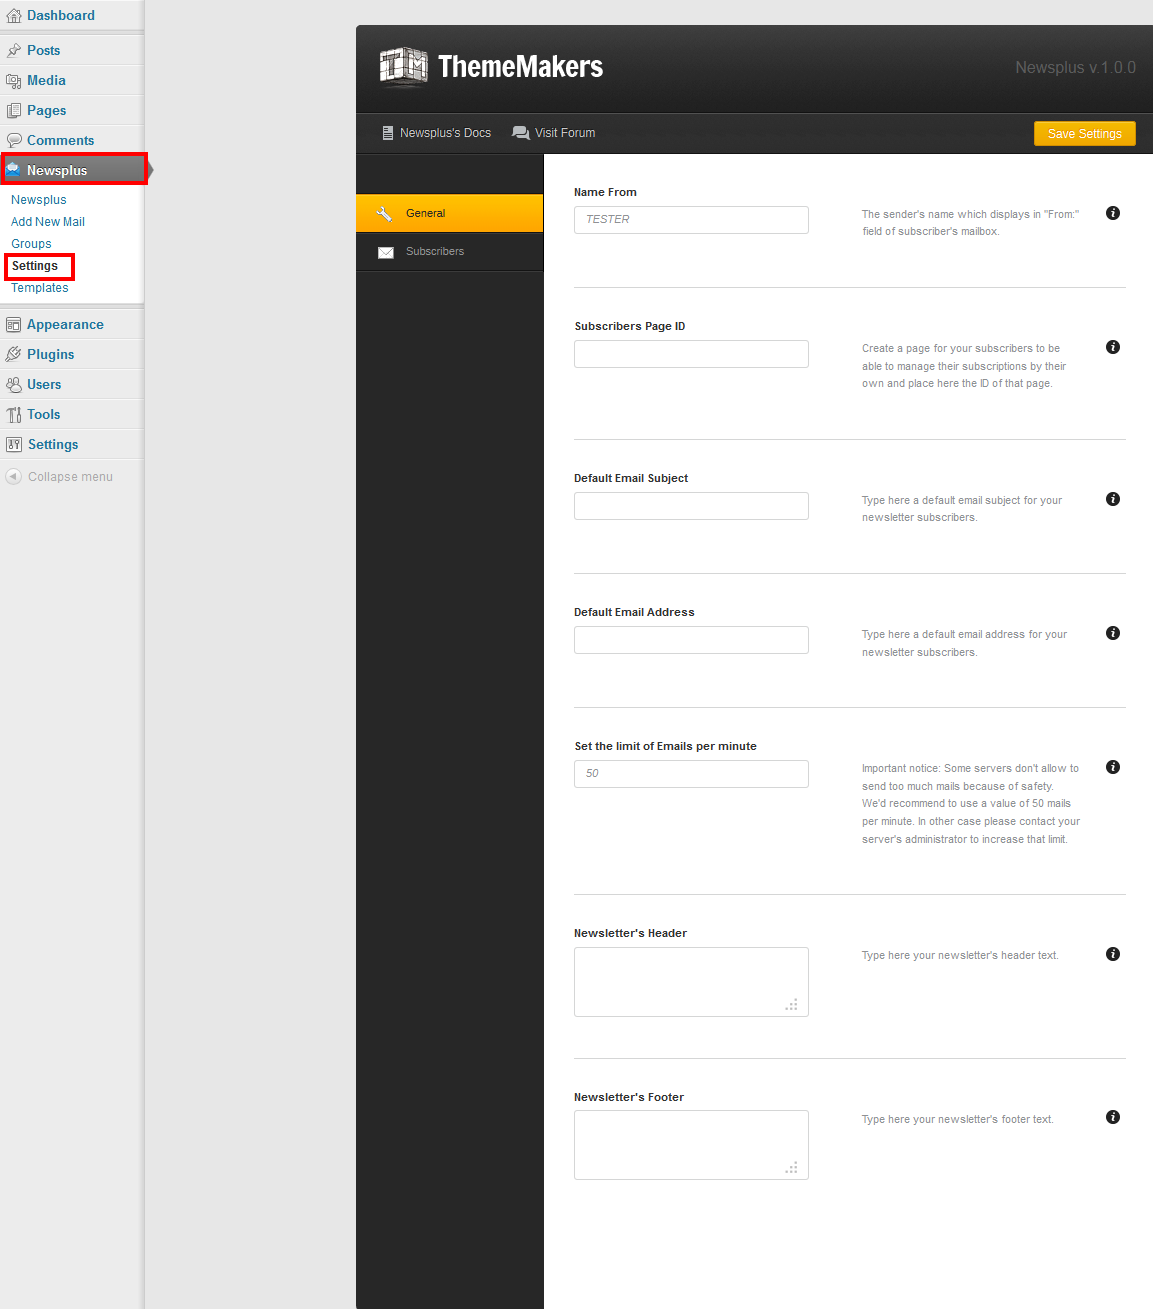 Dashboard
Posts
Media
Pages
Comments
Newsplus
Newsplus
Add New Mail
Groups
Settings
Templates
Appearance
Plugins
Users
Tools
Settings
Collapse menu
ThemeMakers
Newsplus v.1.0.0
Newsplus's Docs
Visit Forum
Save Settings
General
Subscribers
Name From
TESTER
The sender's name which displays in "From:"
field of subscriber's mailbox.
Subscribers Page ID
Create a page for your subscribers to be
able to manage their subscriptions by their
own and place here the ID of that page.
Default Email Subject
Type here a default email subject for your
newsletter subscribers.
Default Email Address
Type here a default email address for your
newsletter subscribers.
Set the limit of Emails per minute
50
Important notice: Some servers don't allow to
send too much mails because of safety.
We'd recommend to use a value of 50 mails
per minute. In other case please contact your
server's administrator to increase that limit.
Newsletter's Header
Type here your newsletter's header text.
Newsletter's Footer
Type here your newsletter's footer text.